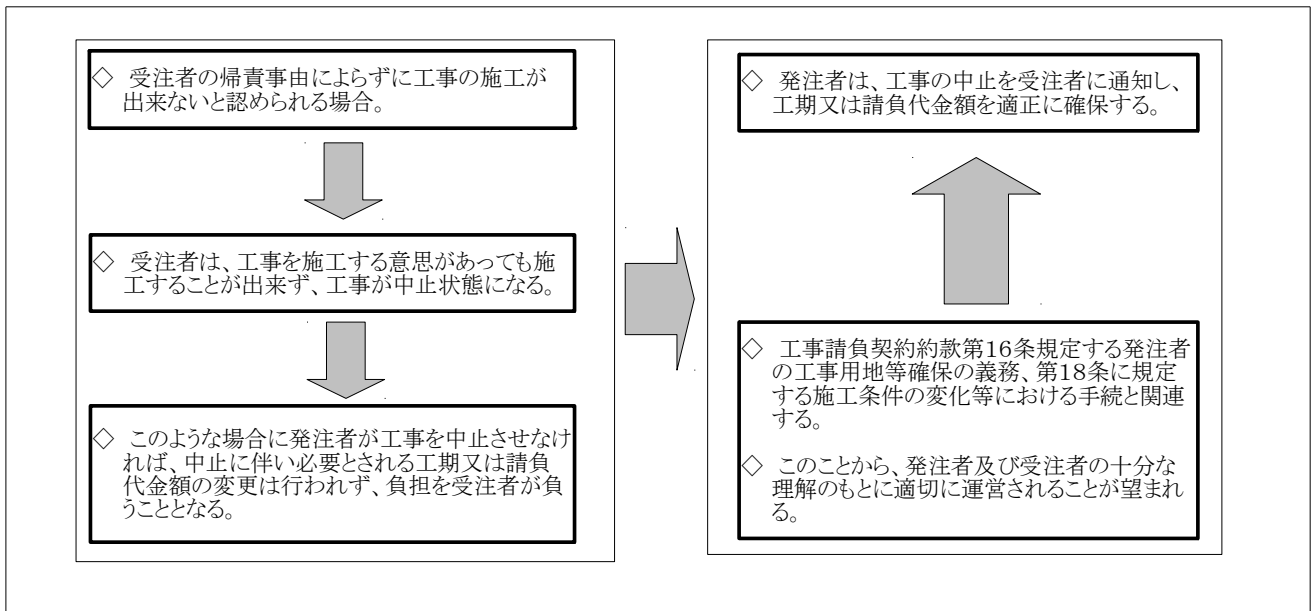 ◇ 受注者の帰責事由によらずに工事の施工が
出来ないと認められる場合。
◇ 受注者は、工事を施工する意思があっても施
工することが出来ず、工事が中止状態になる。
◇ このような場合に発注者が工事を中止させなけ
れば、中止に伴い必要とされる工期又は請負
代金額の変更は行われず、負担を受注者が負
うこととなる。
◇ 発注者は、工事の中止を受注者に通知し、
工期又は請負代金額を適正に確保する。
◇ 工事請負契約約款第16条規定する発注者
の工事用地等確保の義務、第18条に規定
する施工条件の変化等における手続と関連
する。
◇ このことから、発注者及び受注者の十分な
理解のもとに適切に運営されることが望まれ
る。